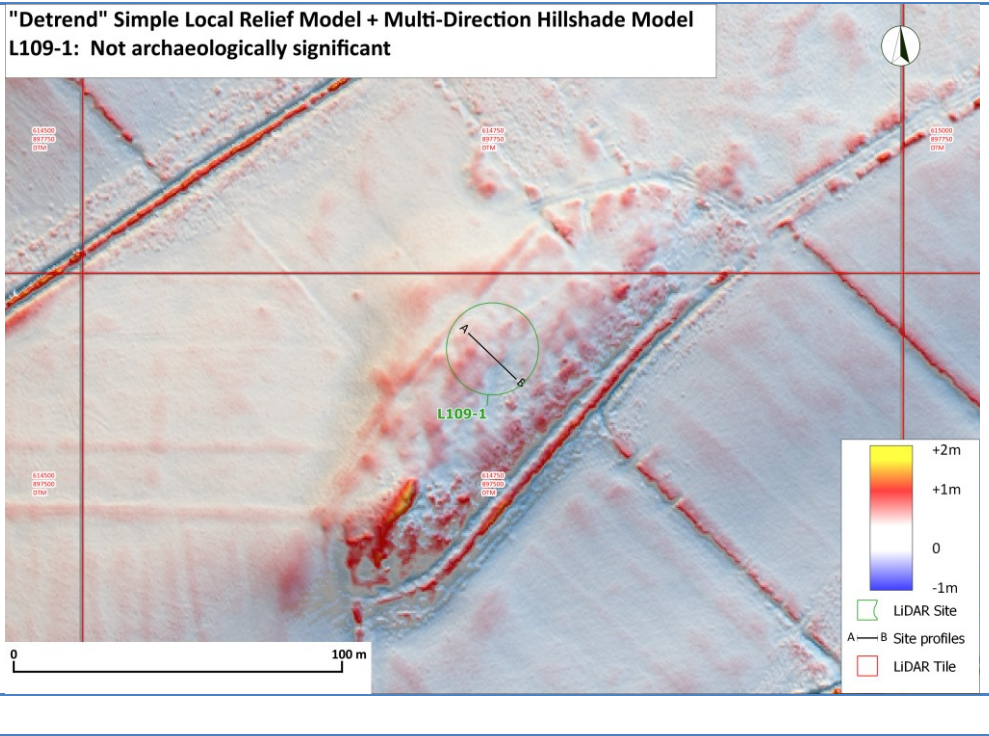 "Detrend" Simple Local Relief Model + Multi-Direction Hillshade Model
L109-1:  Not archaeologically significant
614500
897750
DTM
614750
897750
DTM
615000
897750
DTM
A
B
L109-1
614500
897500
DTM
614750
897500
DTM
+2m
+1m
0
-1m
LiDAR Site
A — B Site profiles
LiDAR Tile
0 100 m